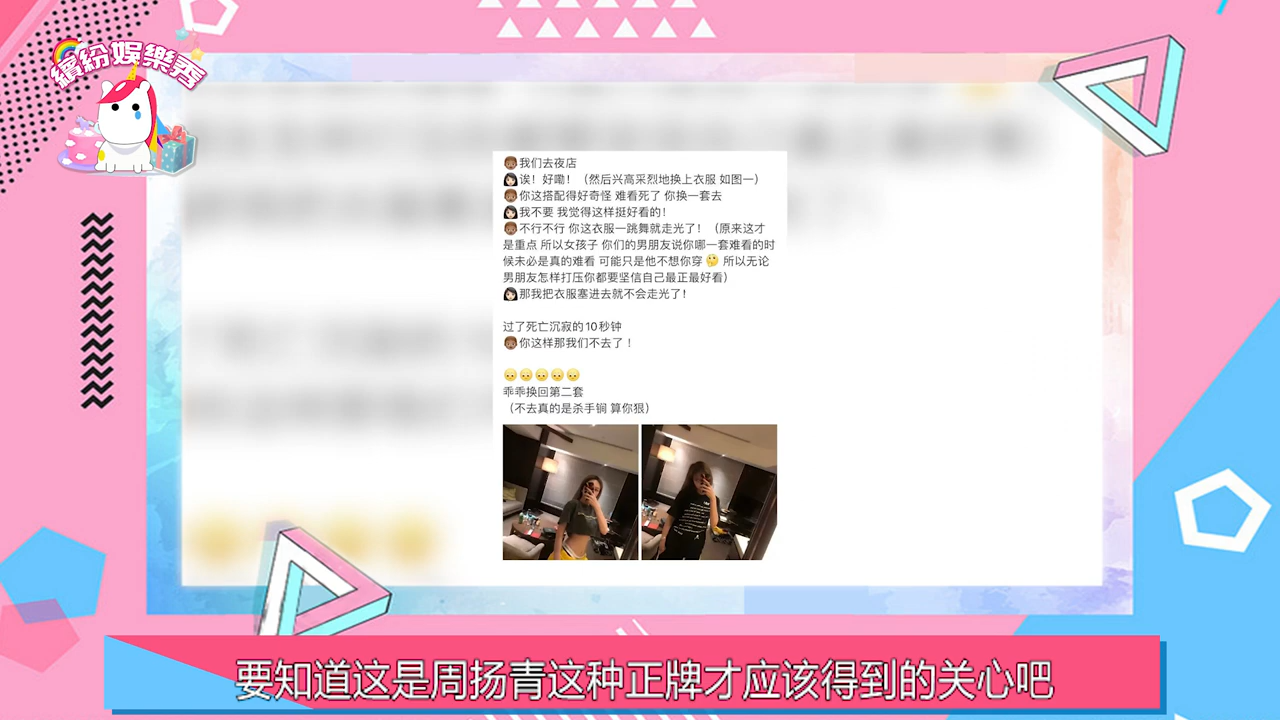 繽紛娛樂秀
我们去夜店
诶！好嘞！（然后兴高采烈地换上衣服 如图一）
你这搭配得好奇怪 难看死了 你换一套去
我不要 我觉得这样挺好看的！
不行不行 你这衣服一跳舞就走光了！（原来这才
是重点 所以女孩子 你们的男朋友说你哪一套难看的时
候未必是真的难看 可能只是他不想你穿 🤔 所以无论
男朋友怎样打压你都要坚信自己最正最好看）
那我把衣服塞进去就不会走光了！
过了死亡沉寂的10秒钟
你这样那我们不去了！
乖乖换回第二套
（不去真的是杀手锏 算你狠）
要知道这是周扬青这种正牌才应该得到的关心吧